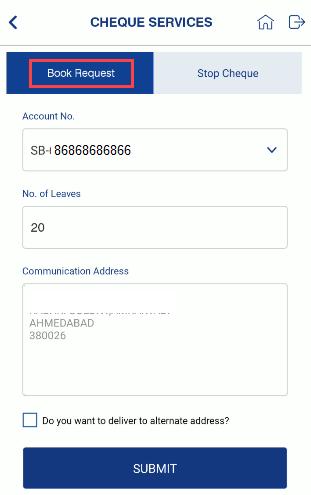 CHEQUE SERVICES
Book Request
Stop Cheque
Account No.
SB-86868686866
No. of Leaves
20
Communication Address
AHMEDABAD
380026
Do you want to deliver to alternate address?
SUBMIT